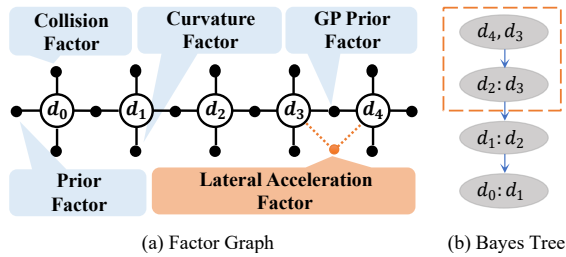 Collision
Factor
Curvature
Factor
GP Prior
Factor
d₀
d₁
d₂
d₃
d₄
Prior
Factor
Lateral Acceleration
Factor
(a) Factor Graph
d₄, d₃
d₂: d₃
d₁: d₂
d₀: d₁
(b) Bayes Tree